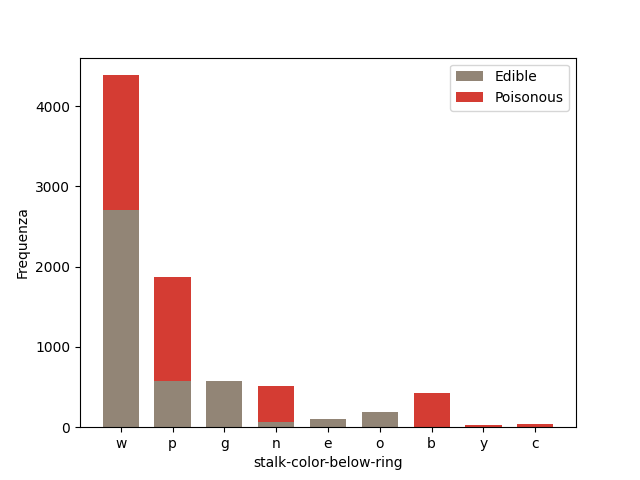 Edible
Poisonous
4000
3000
2000
1000
0
Frequenza
w p g n e o b y c
stalk-color-below-ring